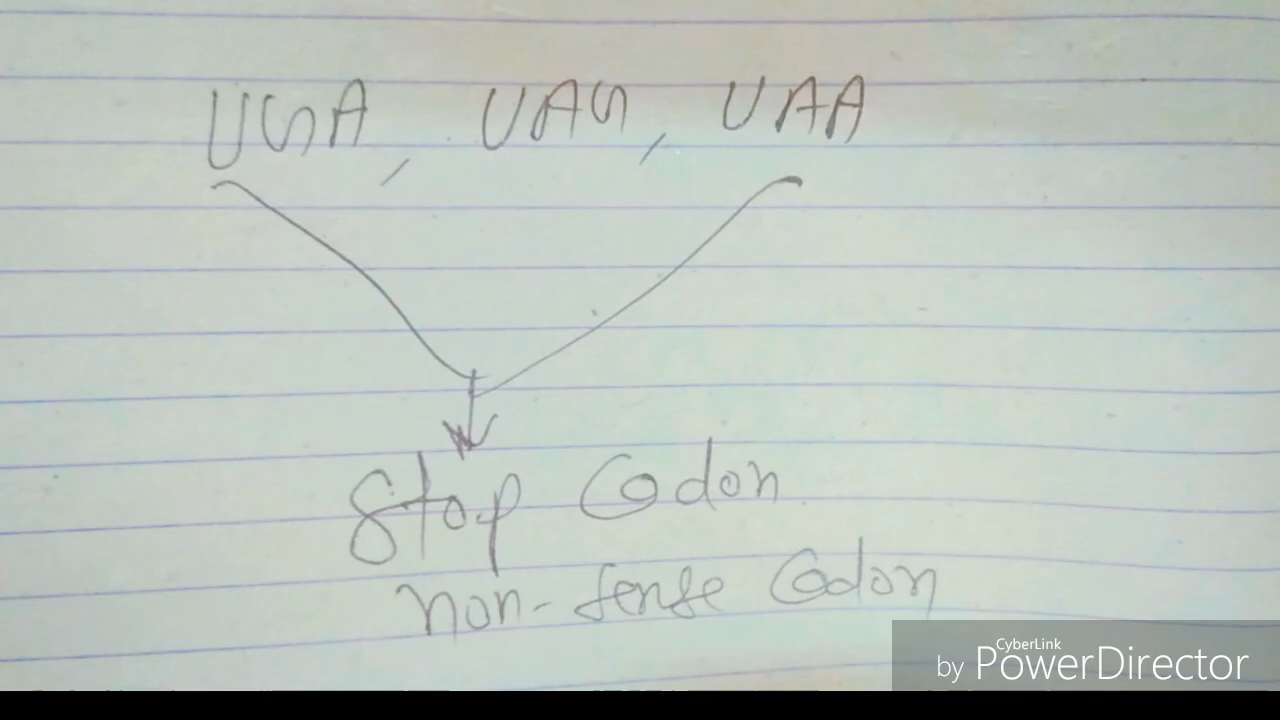 UGA, UAG, UAA
Stop Codon
non-sense Codon
CyberLink
by PowerDirector